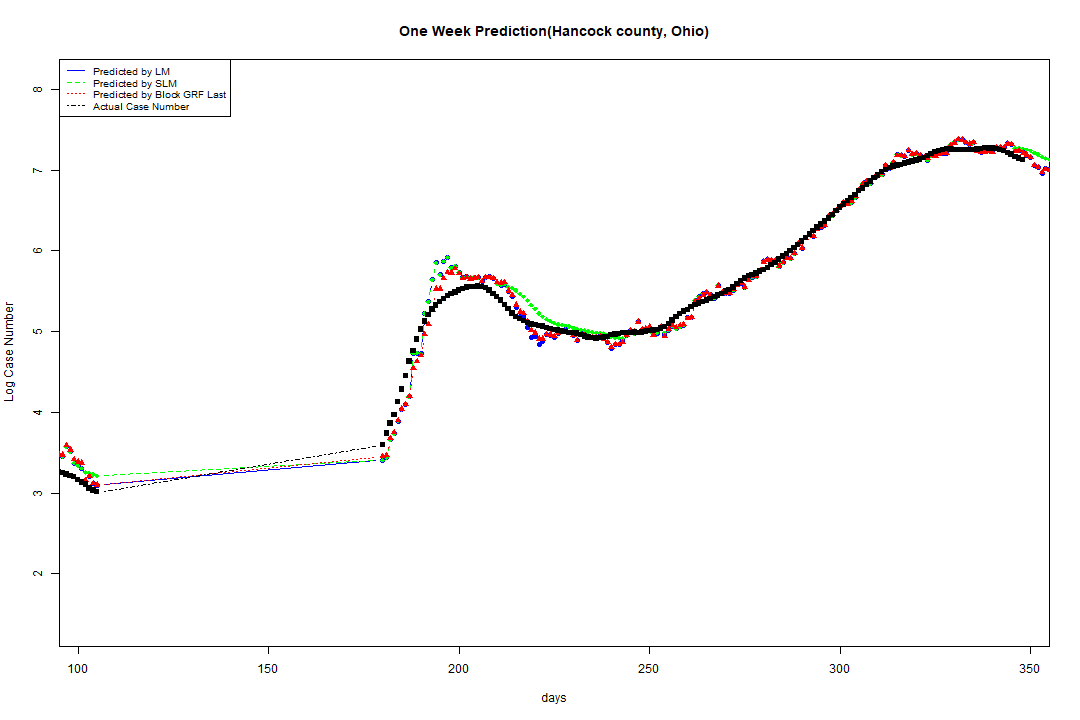 One Week Prediction(Hancock county, Ohio)
Predicted by LM
Predicted by SLM
Predicted by Block GRF Last
Actual Case Number
8
7
6
5
4
3
2
Log Case Number
100 150 200 250 300 350
days